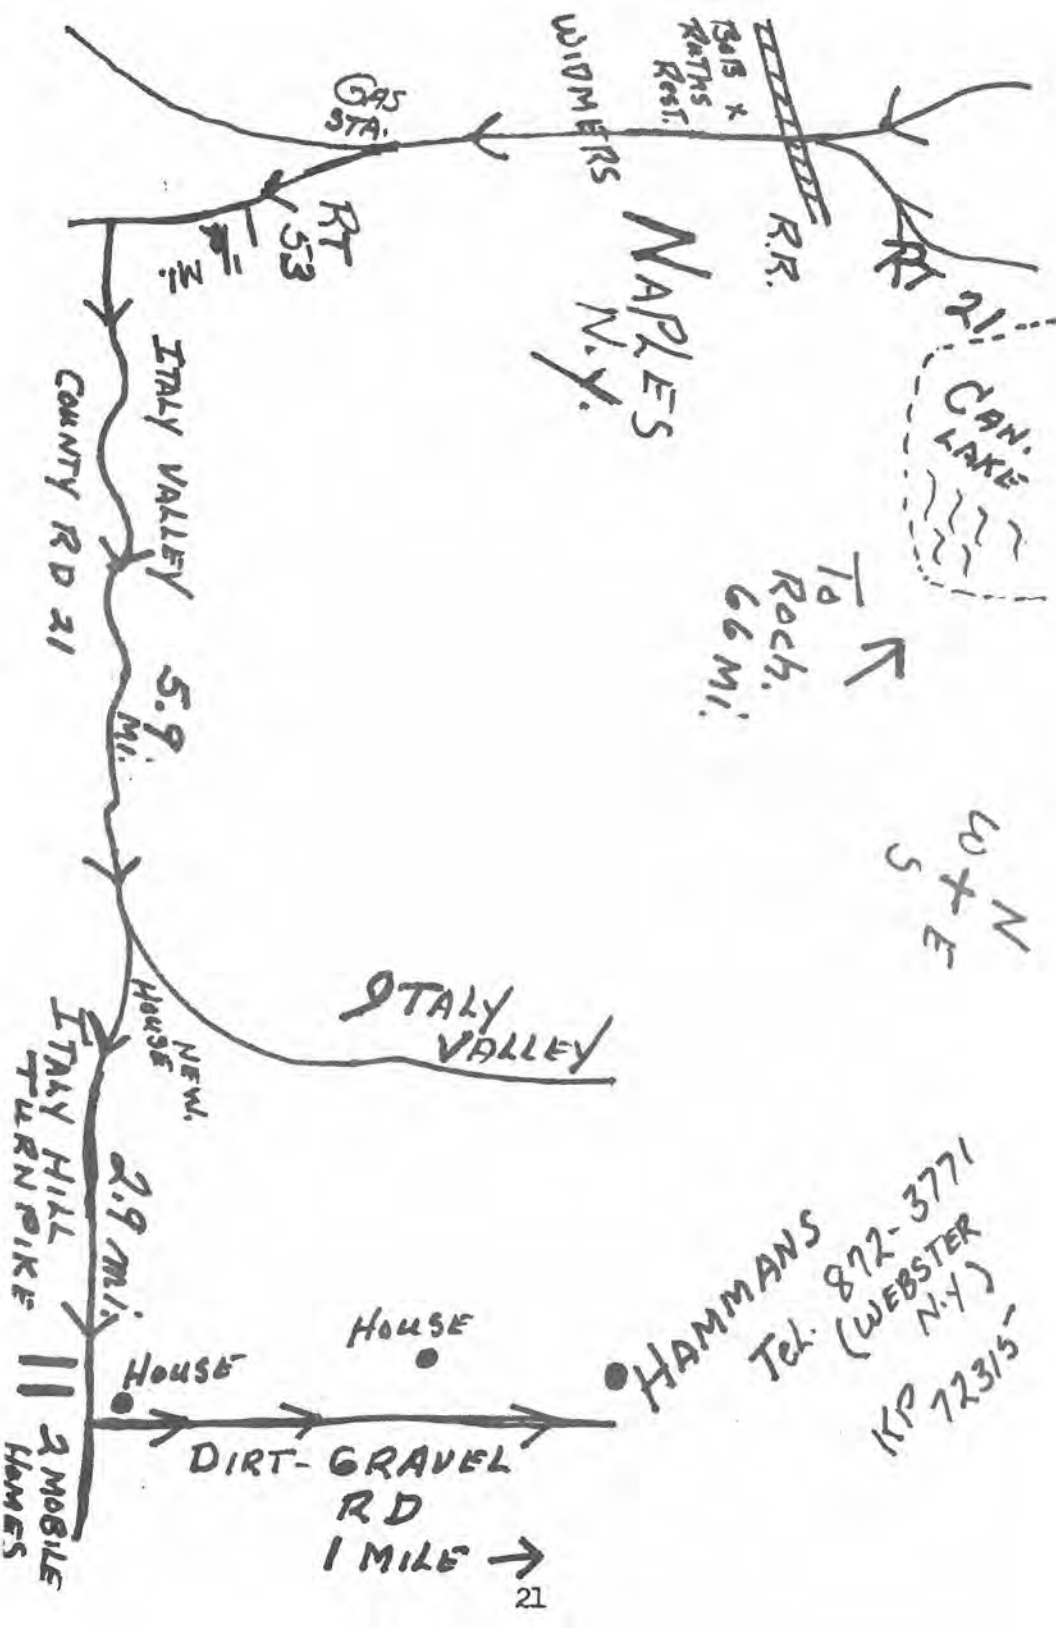 RT 21
CAN.
LAKE
R.R.
BOB &
RUTHS
REST.
WIDMERS
NAPLES
N.Y.
GAS
STA.
RT
53
MI.
ITALY VALLEY 5.9
MI.
COUNTY RD 21
To
Roch.
66 Mi.
N
W
E
S
ITALY
VALLEY
NEW.
HOUSE
2.9 mi.
ITALY HILL
TURNPIKE
2 MOBILE
HOMES
HOUSE
HOUSE
DIRT-GRAVEL
RD
1 MILE →
HAMMANS
Tel. 872-3771
(WEBSTER
N.Y)
KP 72315
21